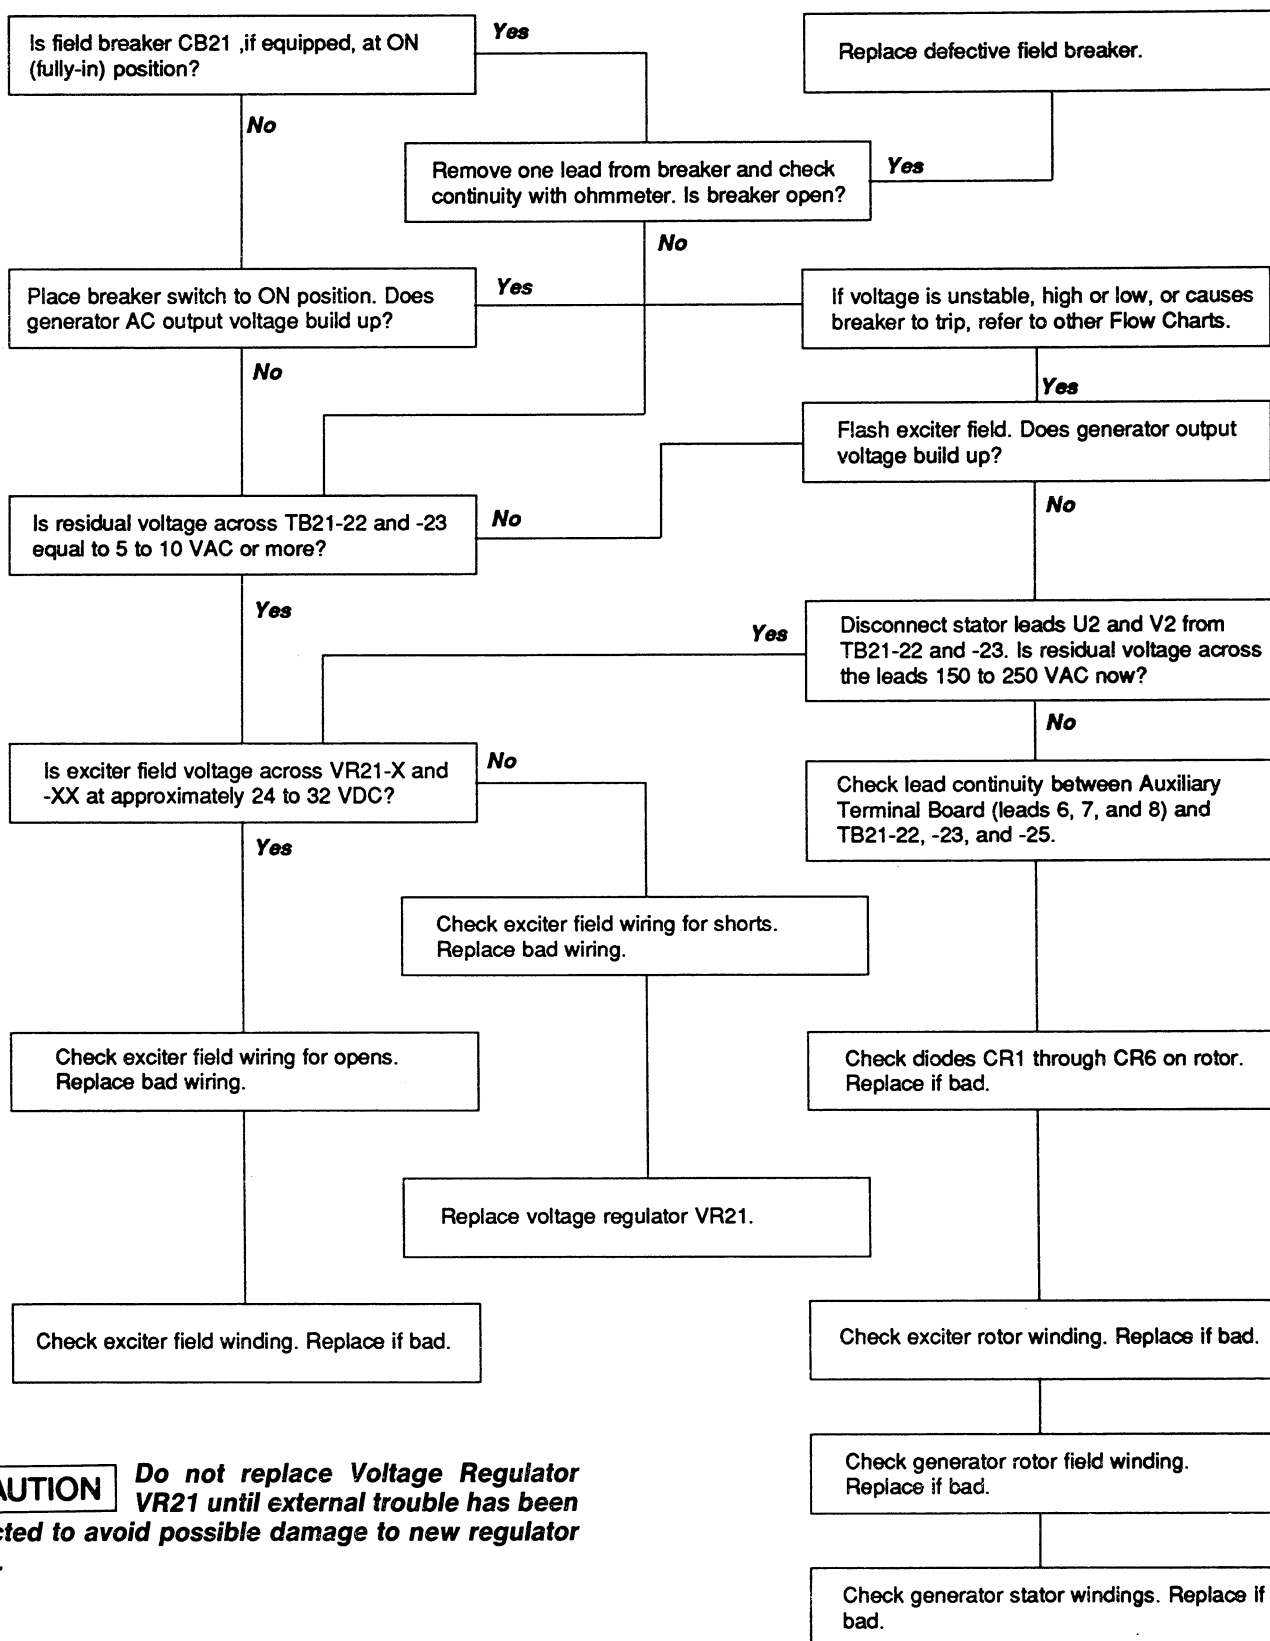 Is field breaker CB21 ,if equipped, at ON
(fully-in) position?
Yes
Replace defective field breaker.
No
Remove one lead from breaker and check
continuity with ohmmeter. Is breaker open?
Yes
No
Place breaker switch to ON position. Does
generator AC output voltage build up?
Yes
If voltage is unstable, high or low, or causes
breaker to trip, refer to other Flow Charts.
No
Yes
Flash exciter field. Does generator output
voltage build up?
Is residual voltage across TB21-22 and -23
equal to 5 to 10 VAC or more?
No
No
Yes
Yes
Disconnect stator leads U2 and V2 from
TB21-22 and -23. Is residual voltage across
the leads 150 to 250 VAC now?
No
Is exciter field voltage across VR21-X and
-XX at approximately 24 to 32 VDC?
No
Check lead continuity between Auxiliary
Terminal Board (leads 6, 7, and 8) and
TB21-22, -23, and -25.
Yes
Check exciter field wiring for shorts.
Replace bad wiring.
Check exciter field wiring for opens.
Replace bad wiring.
Check diodes CR1 through CR6 on rotor.
Replace if bad.
Replace voltage regulator VR21.
Check exciter field winding. Replace if bad.
Check exciter rotor winding. Replace if bad.
Check generator rotor field winding.
Replace if bad.
AUTION Do not replace Voltage Regulator
VR21 until external trouble has been
cted to avoid possible damage to new regulator
.
Check generator stator windings. Replace if
bad.